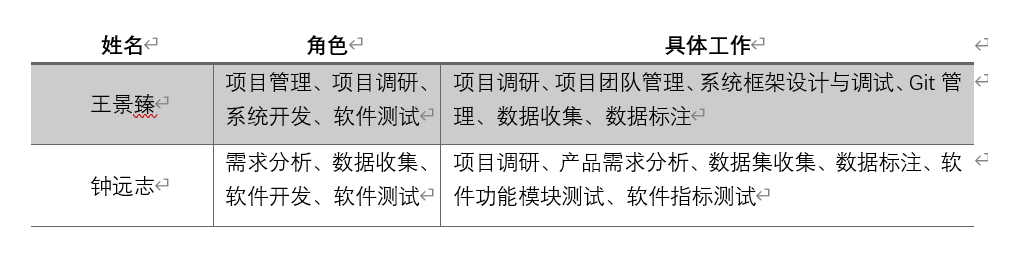 姓名 角色 具体工作
王景臻
项目管理、项目调研、
系统开发、软件测试
项目调研、项目团队管理、系统框架设计与调试、Git 管
理、数据收集、数据标注
钟远志
需求分析、数据收集、
软件开发、软件测试
项目调研、产品需求分析、数据集收集、数据标注、软
件功能模块测试、软件指标测试